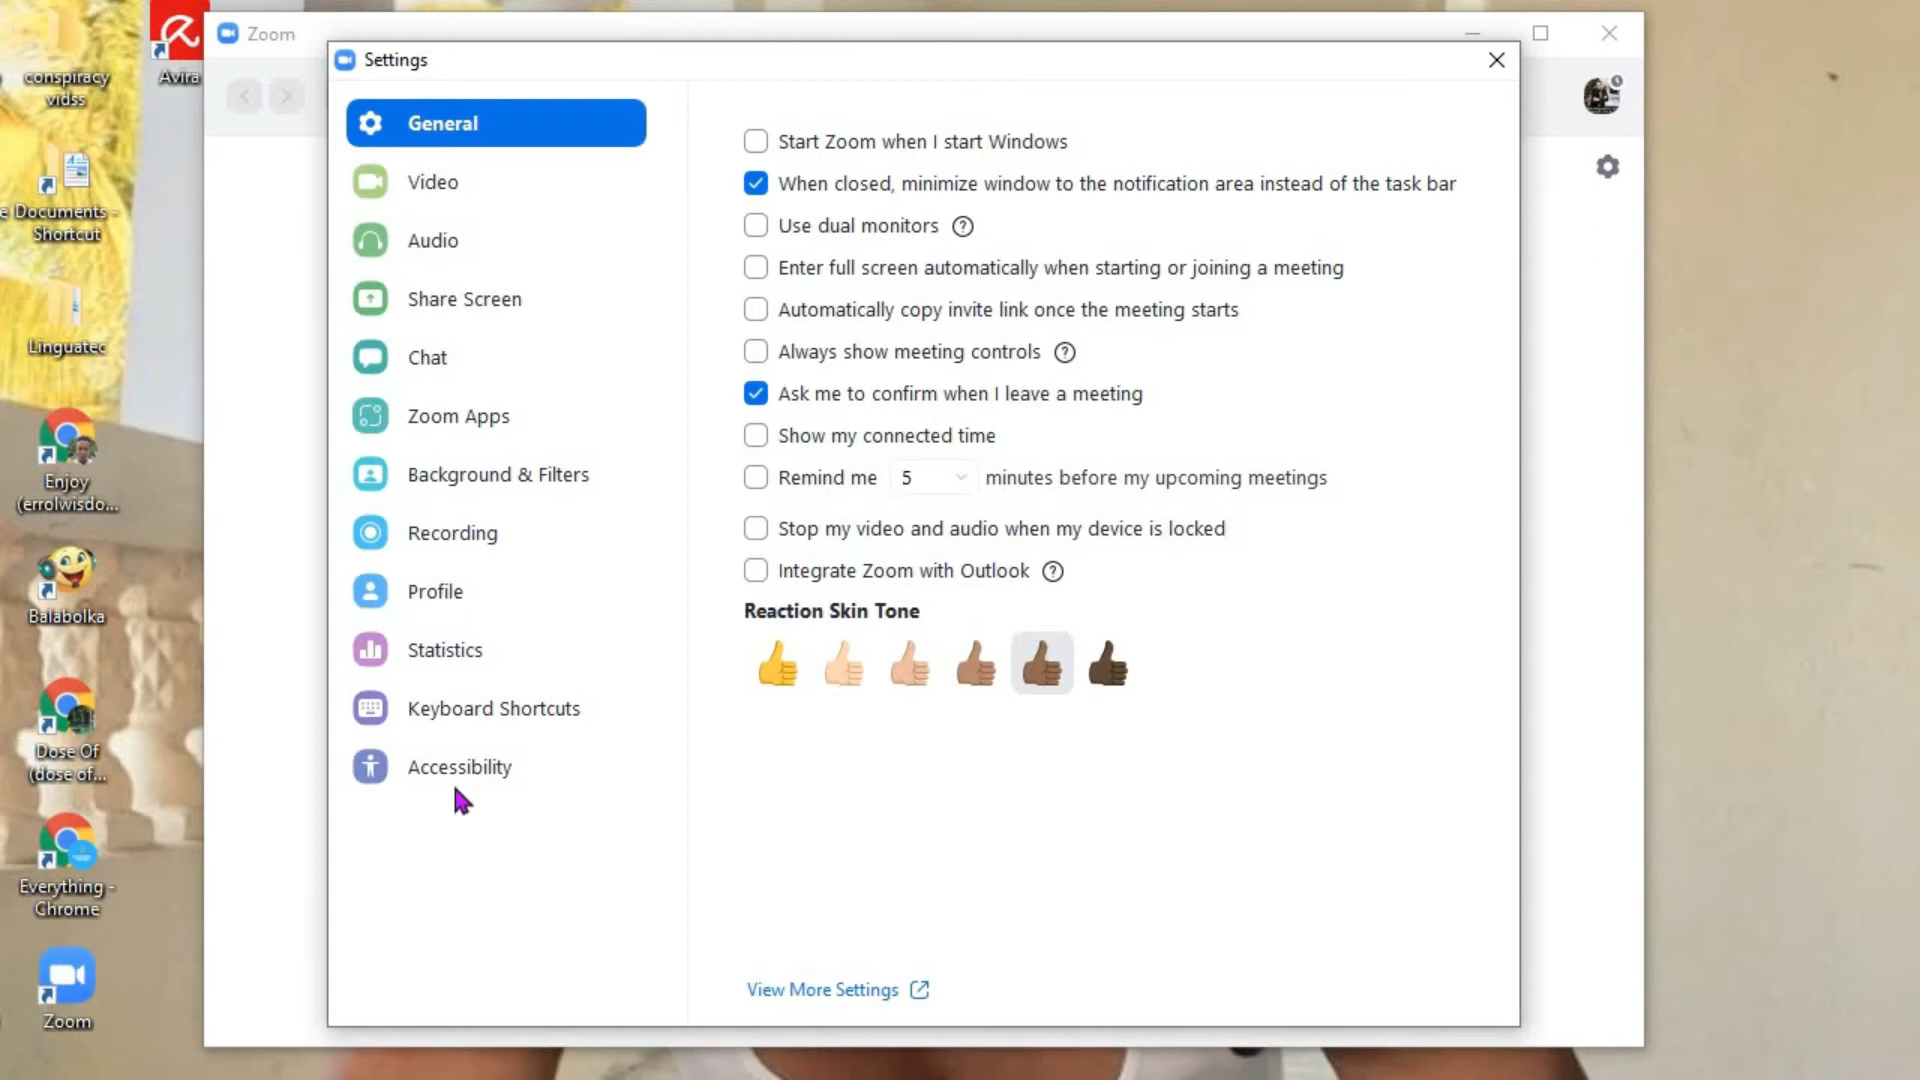 conspiracy
vidss
Avira
Documents -
Shortcut
Linguatec
Enjoy
(errolwisdo...
Balabolka
Dose Of
(dose of...
Everything -
Chrome
Zoom
Zoom
Settings
General
Video
Audio
Share Screen
Chat
Zoom Apps
Background & Filters
Recording
Profile
Statistics
Keyboard Shortcuts
Accessibility
Start Zoom when I start Windows
When closed, minimize window to the notification area instead of the task bar
Use dual monitors
Enter full screen automatically when starting or joining a meeting
Automatically copy invite link once the meeting starts
Always show meeting controls
Ask me to confirm when I leave a meeting
Show my connected time
Remind me 5 minutes before my upcoming meetings
Stop my video and audio when my device is locked
Integrate Zoom with Outlook
Reaction Skin Tone
View More Settings